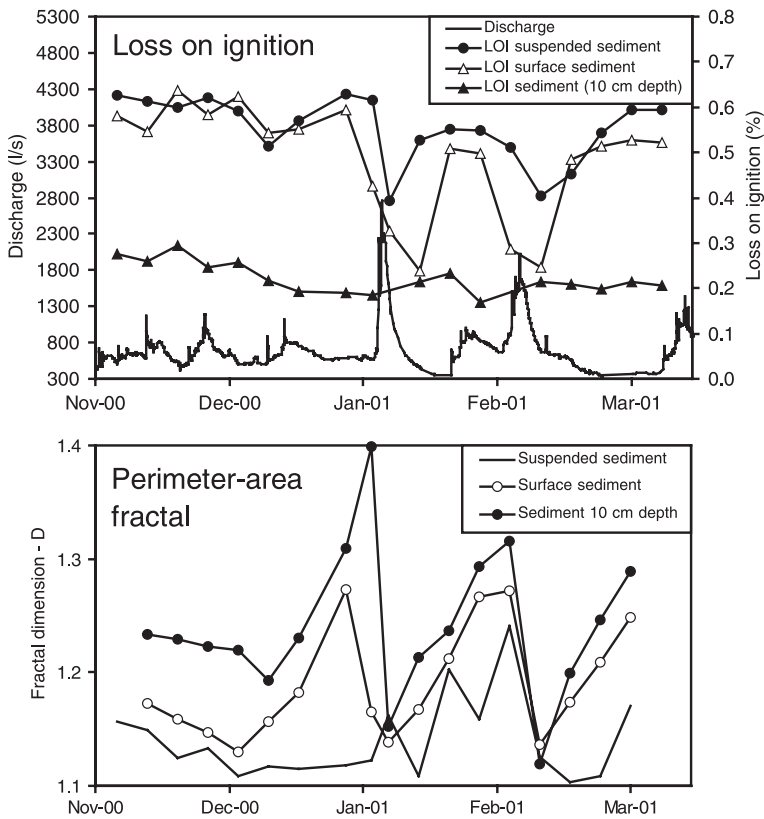 Loss on ignition
Discharge
LOI suspended sediment
LOI surface sediment
LOI sediment (10 cm depth)
Discharge (l/s)
5300
4800
4300
3800
3300
2800
2300
1800
1300
800
300
0.8
0.7
0.6
0.5
0.4
0.3
0.2
0.1
0.0
Loss on ignition (%)
Nov-00 Dec-00 Jan-01 Feb-01 Mar-01
Perimeter-area
fractal
Suspended sediment
Surface sediment
Sediment 10 cm depth
Fractal dimension - D
1.4
1.3
1.2
1.1
Nov-00 Dec-00 Jan-01 Feb-01 Mar-01